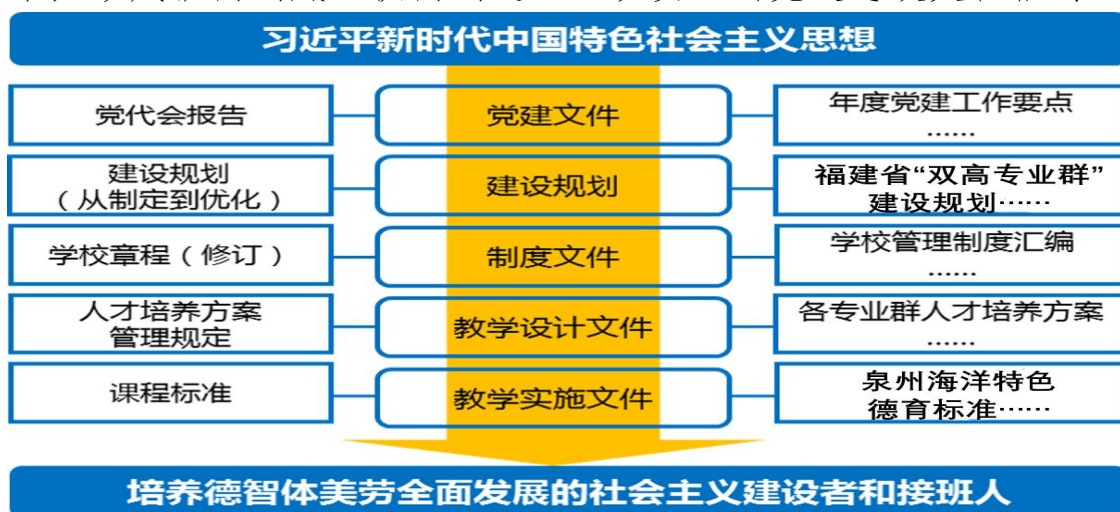 习近平新时代中国特色社会主义思想
党代会报告
党建文件
年度党建工作要点
……
建设规划
（从制定到优化）
建设规划
福建省“双高专业群”
建设规划……
学校章程（修订）
制度文件
学校管理制度汇编
……
人才培养方案
管理规定
教学设计文件
各专业群人才培养方案
……
课程标准
教学实施文件
泉州海洋特色
德育标准……
培养德智体美劳全面发展的社会主义建设者和接班人